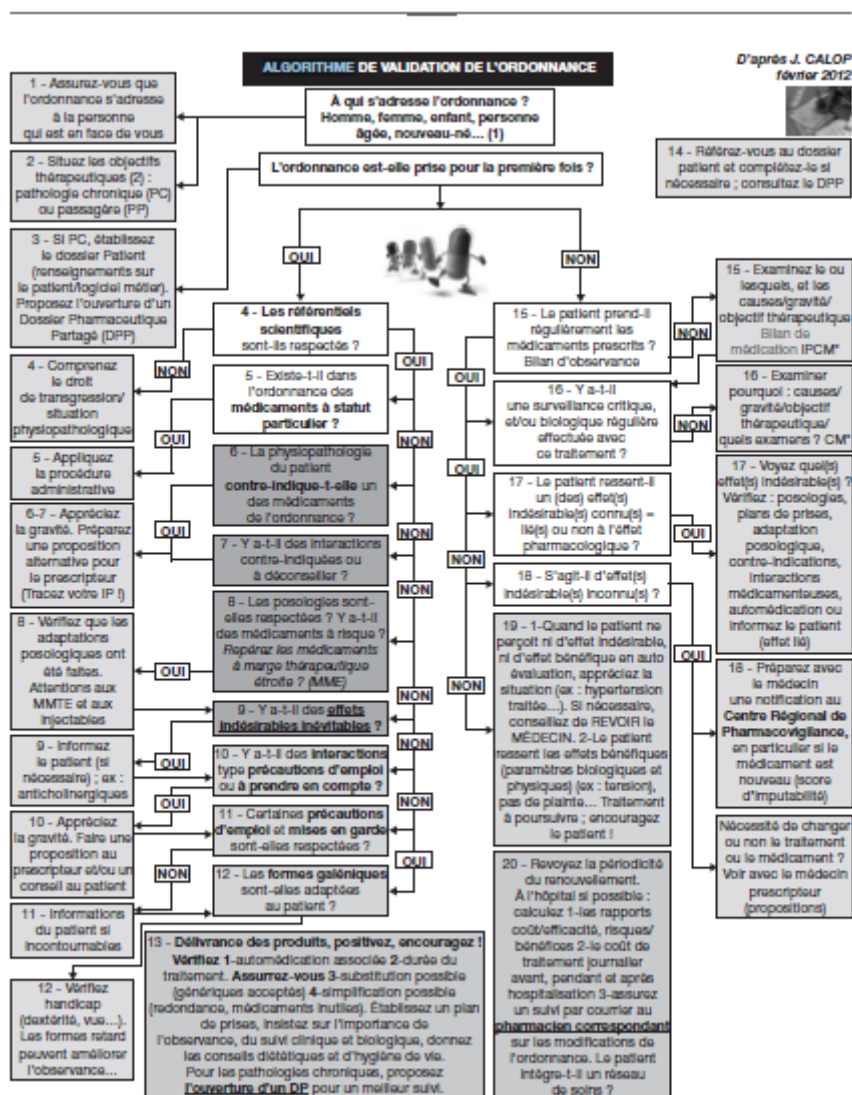 ALGORITHME DE VALIDATION DE L'ORDONNANCE
D'après J. CALOP
février 2012
À qui s'adresse l'ordonnance ?
Homme, femme, enfant, personne
âgée, nouveau-né... (1)
1 - Assurez-vous que
l'ordonnance s'adresse
à la personne
qui est en face de vous
L'ordonnance est-elle prise pour la première fois ?
2 - Situez les objectifs
thérapeutiques (2) :
pathologie chronique (PC)
ou passagère (PP)
3 - Si PC, établissez
le dossier Patient
(renseignements sur
le patient/logiciel métier).
Proposez l'ouverture d'un
Dossier Pharmaceutique
Partagé (DPP)
14 - Référez-vous au dossier
patient et complétez-le si
nécessaire ; consultez le DPP
OUI
NON
4 - Les référentiels
scientifiques
sont-ils respectés ?
NON
OUI
4 - Comprenez
le droit
de transgression/
situation
physiopathologique
5 - Existe-t-il dans
l'ordonnance des
médicaments à statut
particulier ?
OUI
NON
5 - Appliquez
la procédure
administrative
6 - La physiopathologie
du patient
contre-indique-t-elle un
des médicaments
de l'ordonnance ?
OUI
NON
6-7 - Appréciez
la gravité. Préparez
une proposition
alternative pour
le prescripteur
(Tracez votre IP !)
7 - Y a-t-il des interactions
contre-indiquées ou
à déconseiller ?
NON
8 - Les posologies sont-
elles respectées ? Y a-t-il
des médicaments à risque ?
Repérez les médicaments
à marge thérapeutique
étroite ? (MME)
OUI
NON
8 - Vérifiez que les
adaptations
posologiques ont
été faites.
Attentions aux
MMTE et aux
injectables
9 - Y a-t-il des effets
indésirables inévitables ?
OUI
NON
9 - Informez
le patient (si
nécessaire) ; ex :
anticholinergiques
10 - Y a-t-il des interactions
type précautions d'emploi
ou à prendre en compte ?
OUI
NON
10 - Appréciez
la gravité. Faire une
proposition au
prescripteur et/ou un
conseil au patient
11 - Certaines précautions
d'emploi et mises en garde
sont-elles respectées ?
NON
OUI
11 - Informations
du patient si
incontournables
12 - Les formes galéniques
sont-elles adaptées
au patient ?
12 - Vérifiez
handicap
(dextérité, vue...).
Les formes retard
peuvent améliorer
l'observance...
13 - Délivrance des produits, positivez, encouragez !
Vérifiez 1-automédication associée 2-durée du
traitement. Assurez-vous 3-substitution possible
(génériques acceptés) 4-simplification possible
(redondance, médicaments inutiles). Établissez un plan
de prises, insistez sur l'importance de
l'observance, du suivi clinique et biologique, donnez
les conseils diététiques et d'hygiène de vie.
Pour les pathologies chroniques, proposez
l'ouverture d'un DP pour un meilleur suivi.
15 - Le patient prend-il
régulièrement les
médicaments prescrits ?
Bilan d'observance
NON
OUI
15 - Examinez le ou
lesquels, et les
causes/gravité/
objectif thérapeutique
Bilan de
médication IPCM*
16 - Y a-t-il
une surveillance critique,
et/ou biologique régulière
effectuée avec
ce traitement ?
NON
OUI
16 - Examiner
pourquoi : causes/
gravité/objectif
thérapeutique/
quels examens ? CM*
17 - Le patient ressent-il
un (des) effet(s)
indésirable(s) connu(s) =
lié(s) ou non à l'effet
pharmacologique ?
OUI
NON
17 - Voyez quel(s)
effet(s) indésirable(s) ?
Vérifiez : posologies,
plans de prises,
adaptation
posologique,
contre-indications,
interactions
médicamenteuses,
automédication ou
informez le patient
(effet lié)
18 - S'agit-il d'effet(s)
indésirable(s) inconnu(s) ?
OUI
NON
18 - Préparez avec
le médecin
une notification au
Centre Régional de
Pharmacovigilance,
en particulier si le
médicament est
nouveau (score
d'imputabilité)
19 - 1-Quand le patient ne
perçoit ni d'effet indésirable,
ni d'effet bénéfique en auto
évaluation, appréciez la
situation (ex : hypertension
traitée...). Si nécessaire,
conseillez de REVOIR le
MÉDECIN. 2-Le patient
ressent les effets bénéfiques
(paramètres biologiques et
physiques) (ex : tension),
pas de plainte... Traitement
à poursuivre ; encouragez
le patient !
Nécessité de changer
ou non le traitement
ou le médicament ?
Voir avec le médecin
prescripteur
(propositions)
20 - Revoyez la périodicité
du renouvellement.
À l'hôpital si possible :
calculez 1-les rapports
coût/efficacité, risques/
bénéfices 2-le coût de
traitement journalier
avant, pendant et après
hospitalisation 3-assurez
un suivi par courrier au
pharmacien correspondant
sur les modifications de
l'ordonnance. Le patient
intègre-t-il un réseau
de soins ?